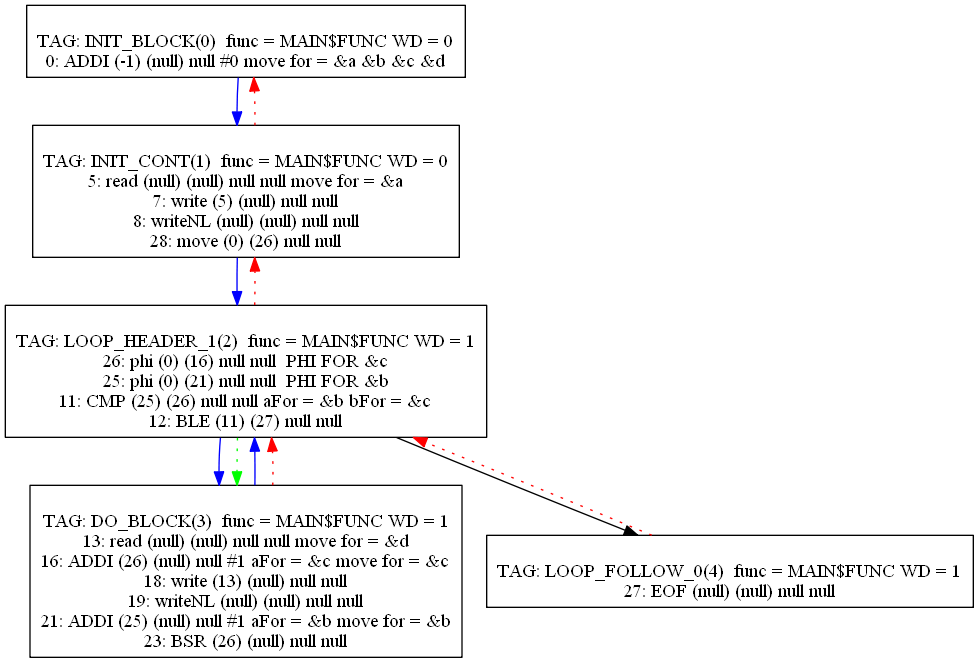 TAG: INIT_BLOCK(0)  func = MAIN$FUNC WD = 0
0: ADDI (-1) (null) null #0 move for = &a &b &c &d
TAG: INIT_CONT(1)  func = MAIN$FUNC WD = 0
5: read (null) (null) null null move for = &a
7: write (5) (null) null null
8: writeNL (null) (null) null null
28: move (0) (26) null null
TAG: LOOP_HEADER_1(2)  func = MAIN$FUNC WD = 1
26: phi (0) (16) null null  PHI FOR &c
25: phi (0) (21) null null  PHI FOR &b
11: CMP (25) (26) null null aFor = &b bFor = &c
12: BLE (11) (27) null null
TAG: DO_BLOCK(3)  func = MAIN$FUNC WD = 1
13: read (null) (null) null null move for = &d
16: ADDI (26) (null) null #1 aFor = &c move for = &c
18: write (13) (null) null null
19: writeNL (null) (null) null null
21: ADDI (25) (null) null #1 aFor = &b move for = &b
23: BSR (26) (null) null null
TAG: LOOP_FOLLOW_0(4)  func = MAIN$FUNC WD = 1
27: EOF (null) (null) null null